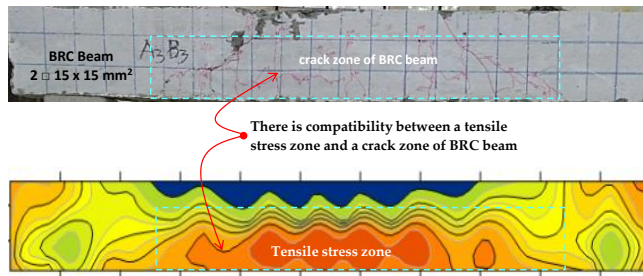 BRC Beam
2 □ 15 x 15 mm²
A3B3
crack zone of BRC beam
There is compatibility between a tensile
stress zone and a crack zone of BRC beam
Tensile stress zone